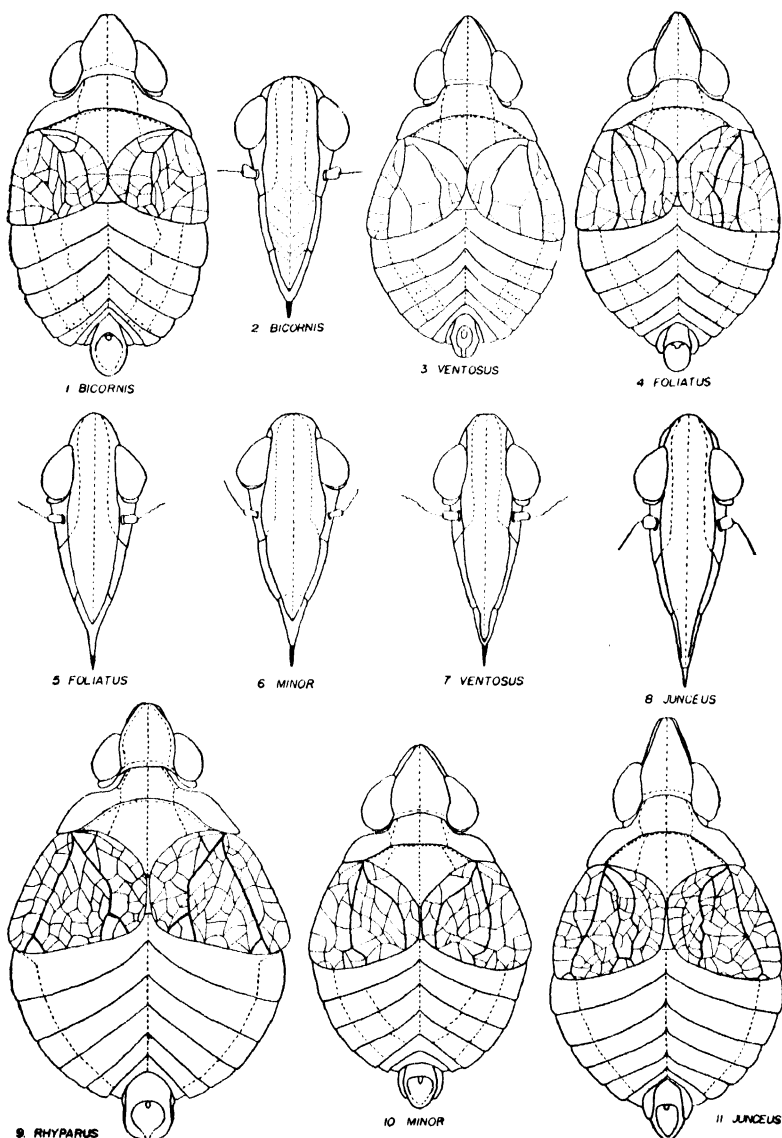 1 BICORNIS
2 BICORNIS
3 VENTOSUS
4 FOLIATUS
5 FOLIATUS
6 MINOR
7 VENTOSUS
8 JUNCEUS
9. RHYPARUS
10 MINOR
11 JUNCEUS